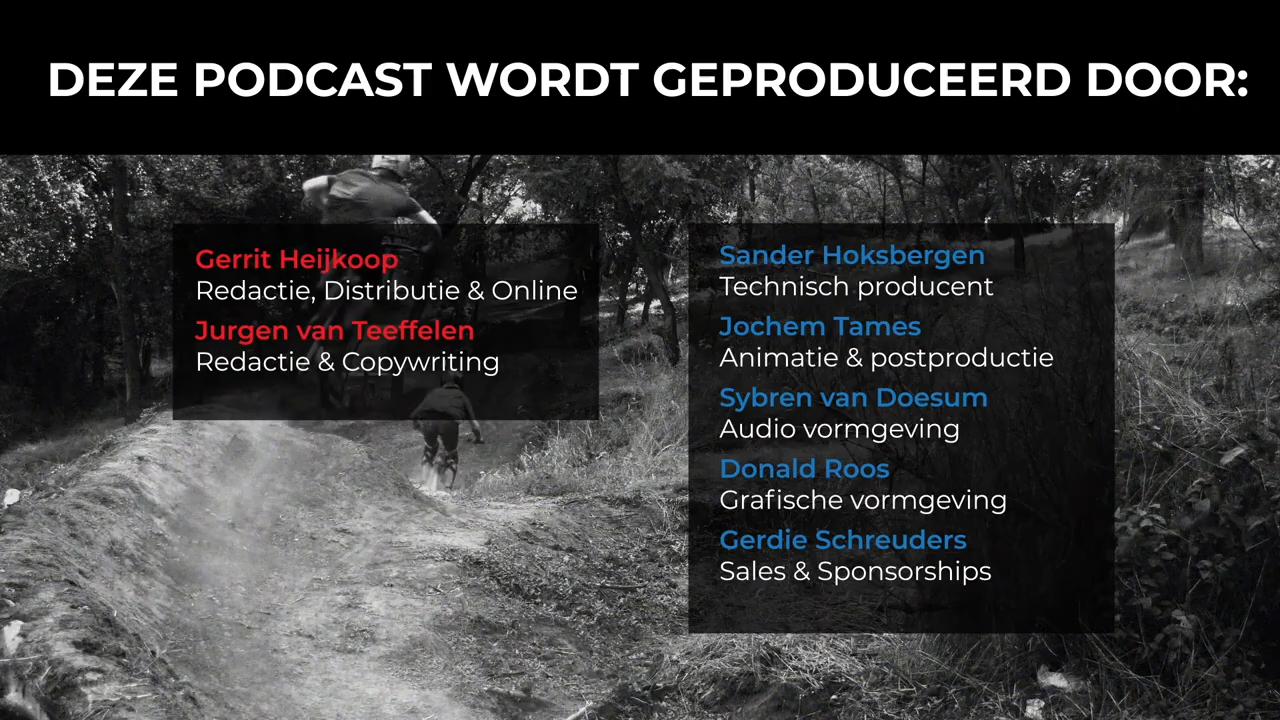 DEZE PODCAST WORDT GEPRODUCEERD DOOR:
Gerrit Heijkoop
Redactie, Distributie & Online
Jurgen van Teeffelen
Redactie & Copywriting
Sander Hoksbergen
Technisch producent
Jochem Tames
Animatie & postproductie
Sybren van Doesum
Audio vormgeving
Donald Roos
Grafische vormgeving
Gerdie Schreuders
Sales & Sponsorships